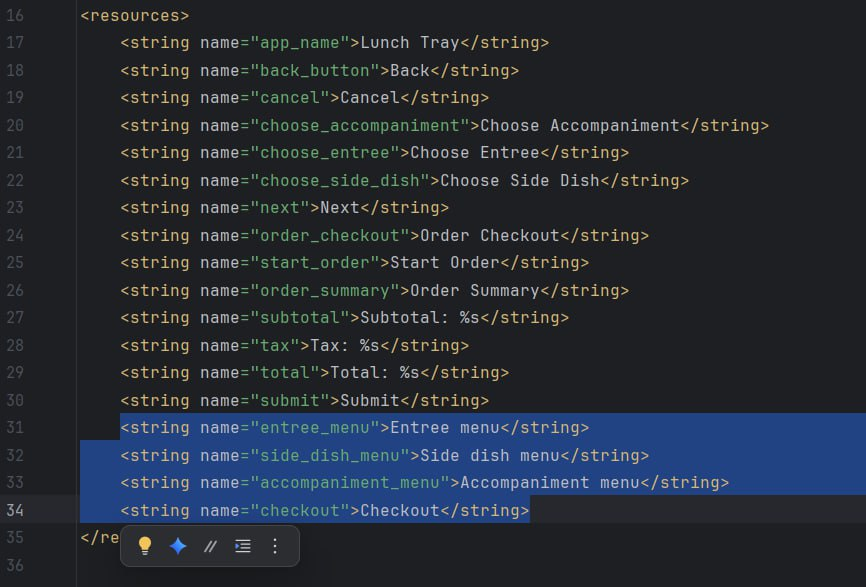 16 <resources>
17 <string name="app_name">Lunch Tray</string>
18 <string name="back_button">Back</string>
19 <string name="cancel">Cancel</string>
20 <string name="choose_accompaniment">Choose Accompaniment</string>
21 <string name="choose_entree">Choose Entree</string>
22 <string name="choose_side_dish">Choose Side Dish</string>
23 <string name="next">Next</string>
24 <string name="order_checkout">Order Checkout</string>
25 <string name="start_order">Start Order</string>
26 <string name="order_summary">Order Summary</string>
27 <string name="subtotal">Subtotal: %s</string>
28 <string name="tax">Tax: %s</string>
29 <string name="total">Total: %s</string>
30 <string name="submit">Submit</string>
31 <string name="entree_menu">Entree menu</string>
32 <string name="side_dish_menu">Side dish menu</string>
33 <string name="accompaniment_menu">Accompaniment menu</string>
34 <string name="checkout">Checkout</string>
35 </re
36